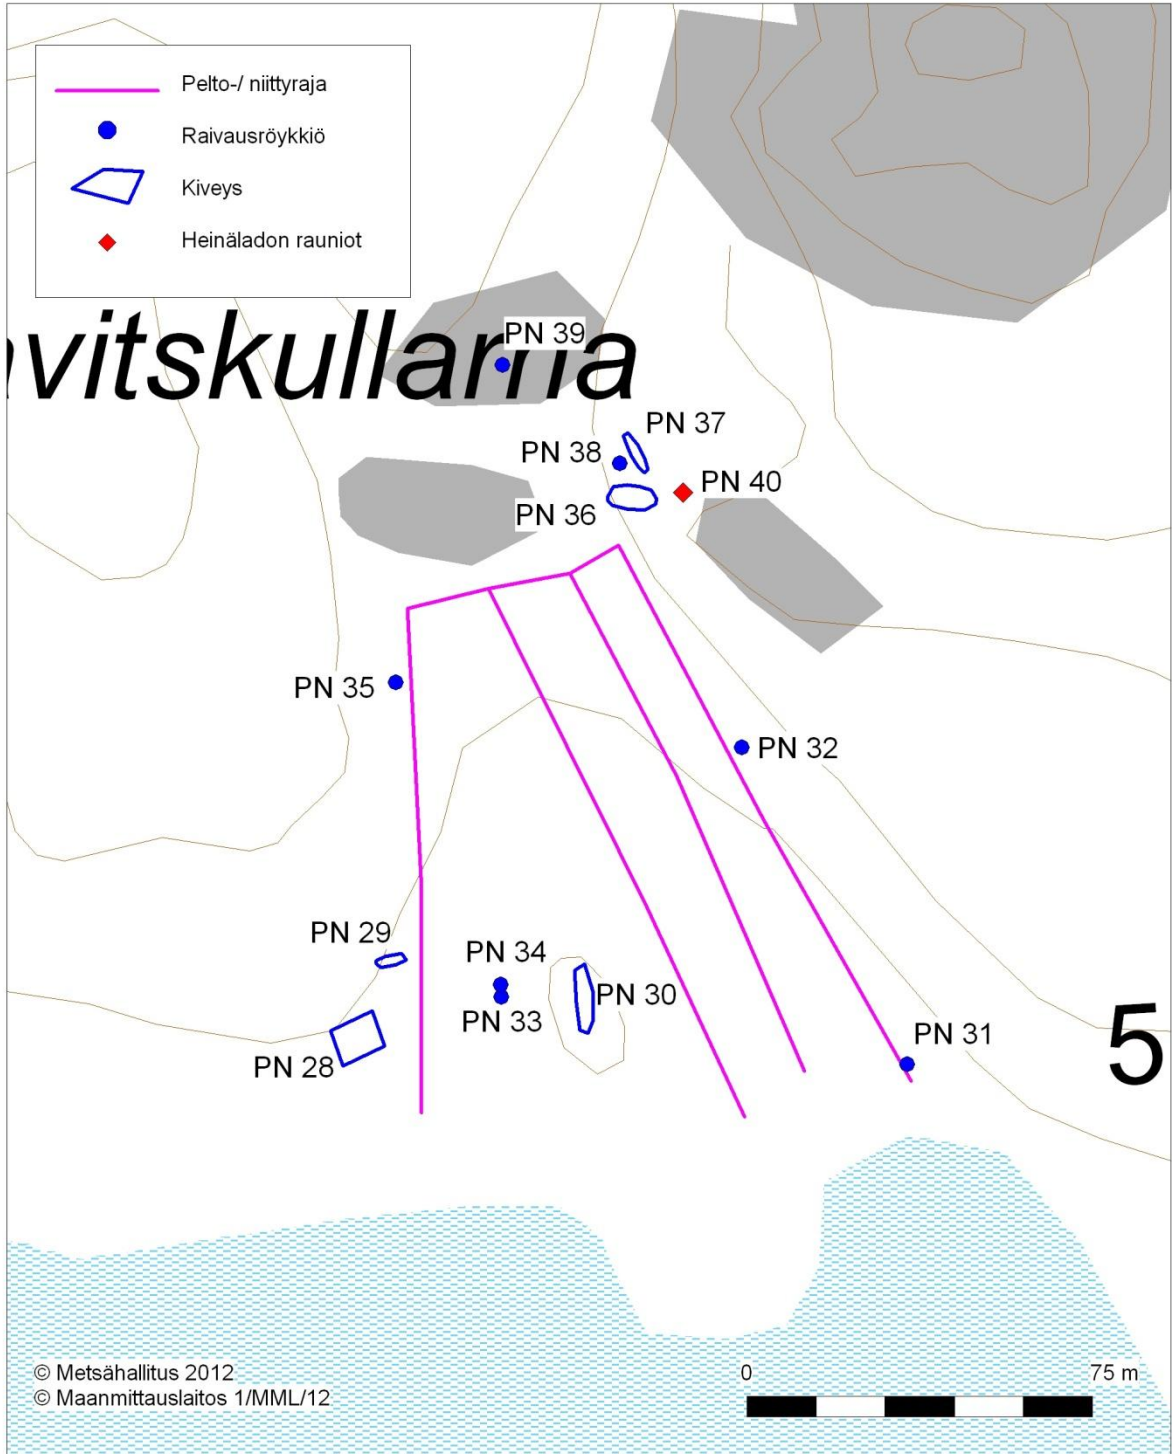 Pelto-/ niittyraja
Raivausröykkiö
Kiveys
Heinäladon rauniot
PN 39
vitskullarna
PN 37
PN 38
PN 40
PN 36
PN 35
PN 32
PN 29
PN 34
PN 30
PN 33
PN 31
5
PN 28
© Metsähallitus 2012
0 75 m
© Maanmittauslaitos 1/MML/12